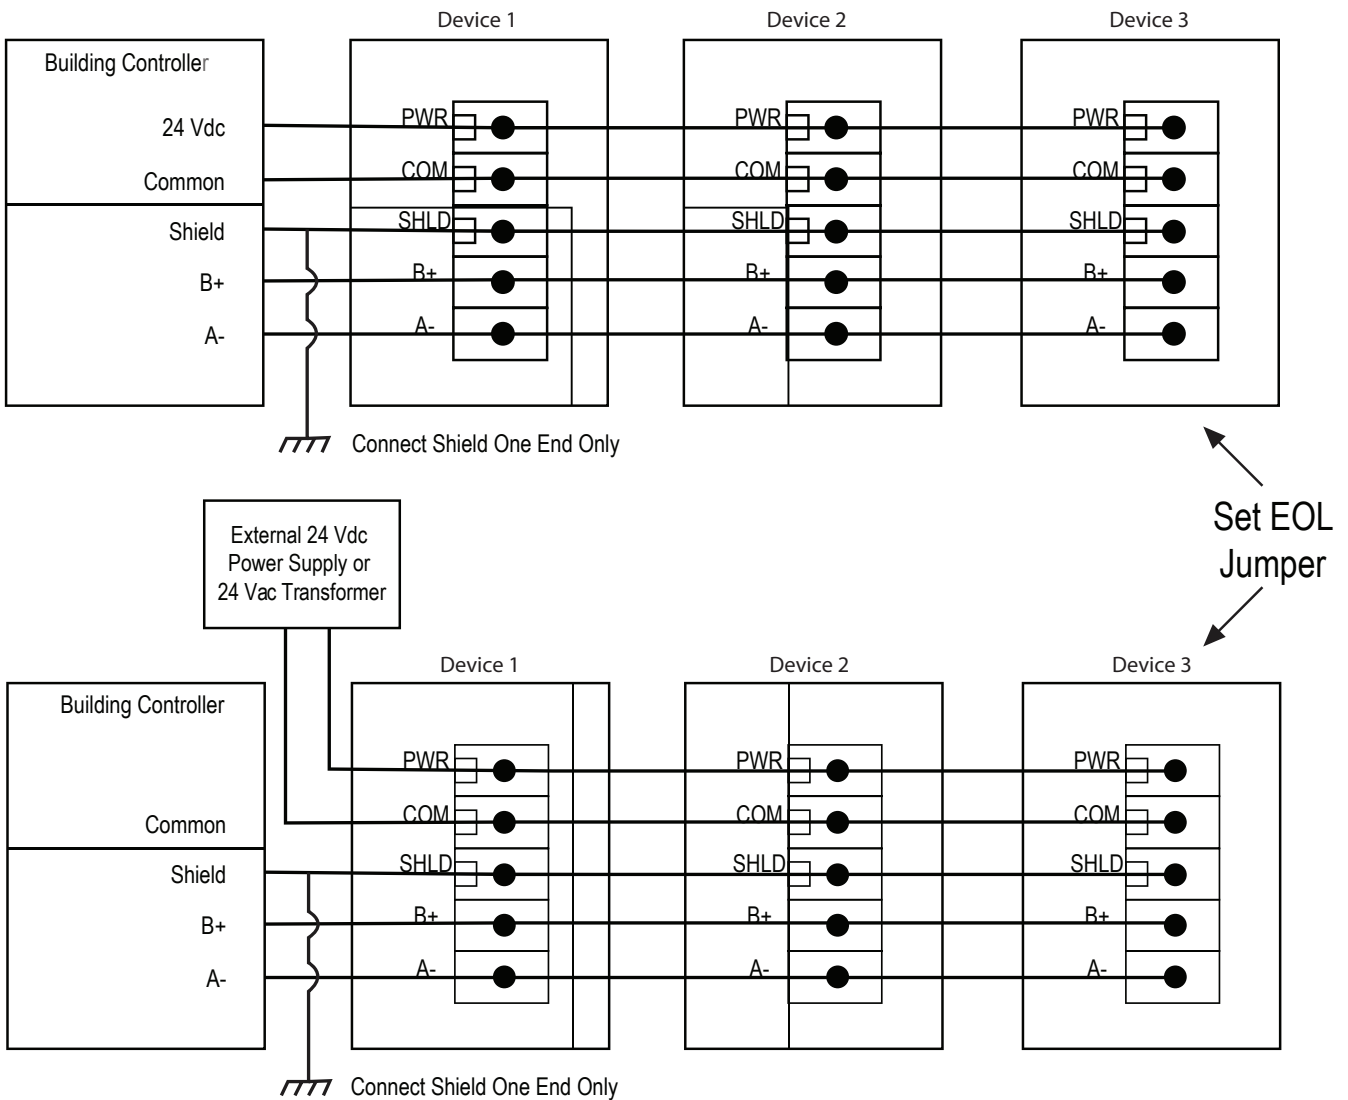 Device 1
Device 2
Device 3
Building Controller
24 Vdc
Common
Shield
B+
A-
PWR
COM
SHLD
B+
A-
PWR
COM
SHLD
B+
A-
PWR
COM
SHLD
B+
A-
Connect Shield One End Only
Set EOL
Jumper
External 24 Vdc
Power Supply or
24 Vac Transformer
Device 1
Device 2
Device 3
Building Controller
Common
Shield
B+
A-
PWR
COM
SHLD
B+
A-
PWR
COM
SHLD
B+
A-
PWR
COM
SHLD
B+
A-
Connect Shield One End Only